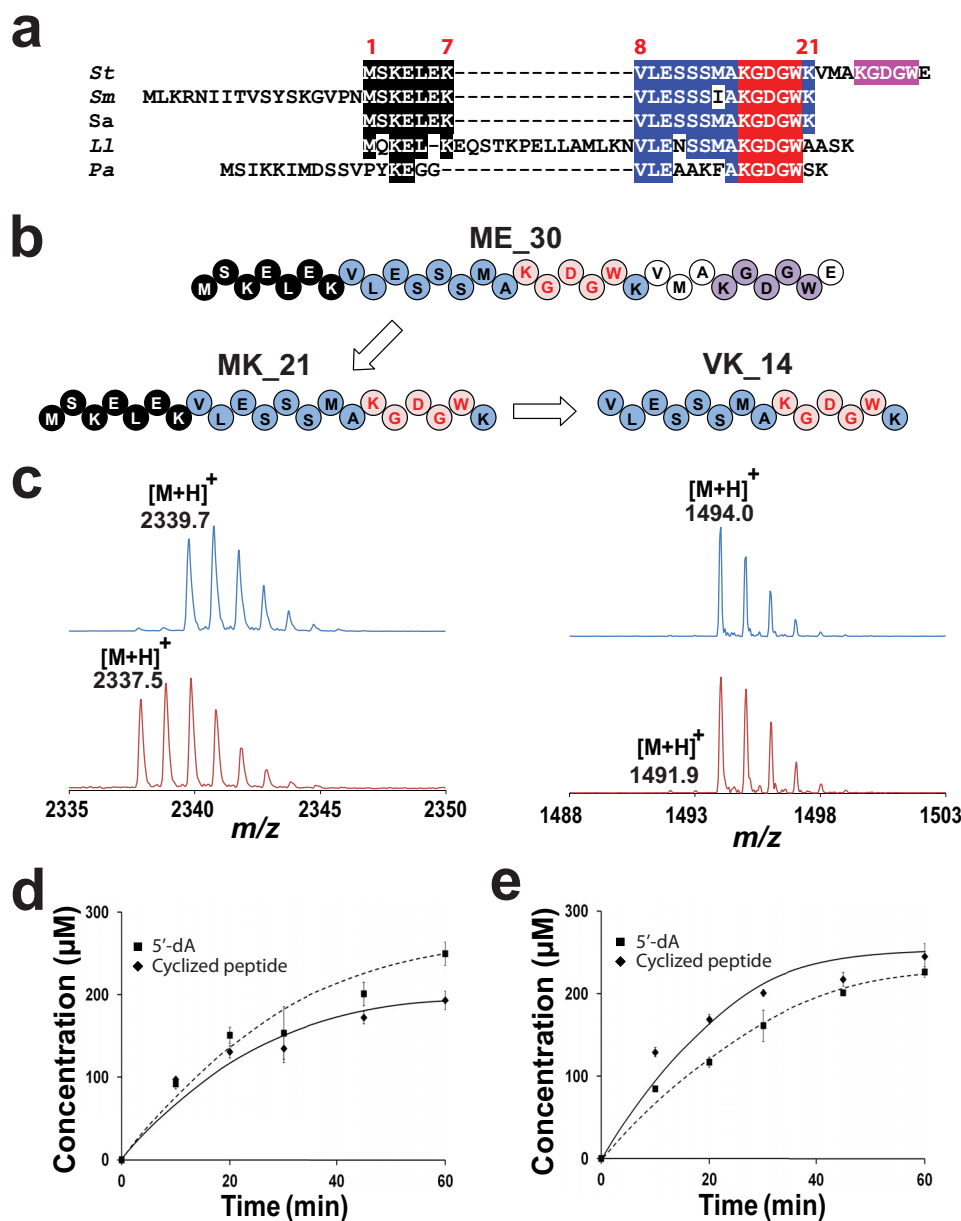 a
1 7 8 21
St MSKELEK--------------VLESSSMAKGDGWKVMAKGDGWE
Sm MLKRNIITVSYSKGVPNMSKELEK--------------VLESSSIAKGDGWK
Sa MSKELEK--------------VLESSSMAKGDGWK
Ll MQKEL-KEQSTKPELLAMLKNVLENSSMAKGDGWAASK
Pa MSIKKIMDSSVPYKEGG---------------VLEAAKFAKGDGWSK
b
ME_30
MSKELEKVLESSSMAKGDGWKVMAKGDGWE
MK_21 VK_14
MSKELEKVLESSSMAKGDGWK VLESSSMAKGDGWK
c
[M+H]+
2339.7
[M+H]+
2337.5
2335 2340 2345 2350
m/z
[M+H]+
1494.0
[M+H]+
1491.9
1488 1493 1498 1503
m/z
d
Concentration (µM)
300
200
100
0
5'-dA
Cyclized peptide
0 20 40 60
Time (min)
e
Concentration (µM)
300
200
100
0
5'-dA
Cyclized peptide
0 20 40 60
Time (min)